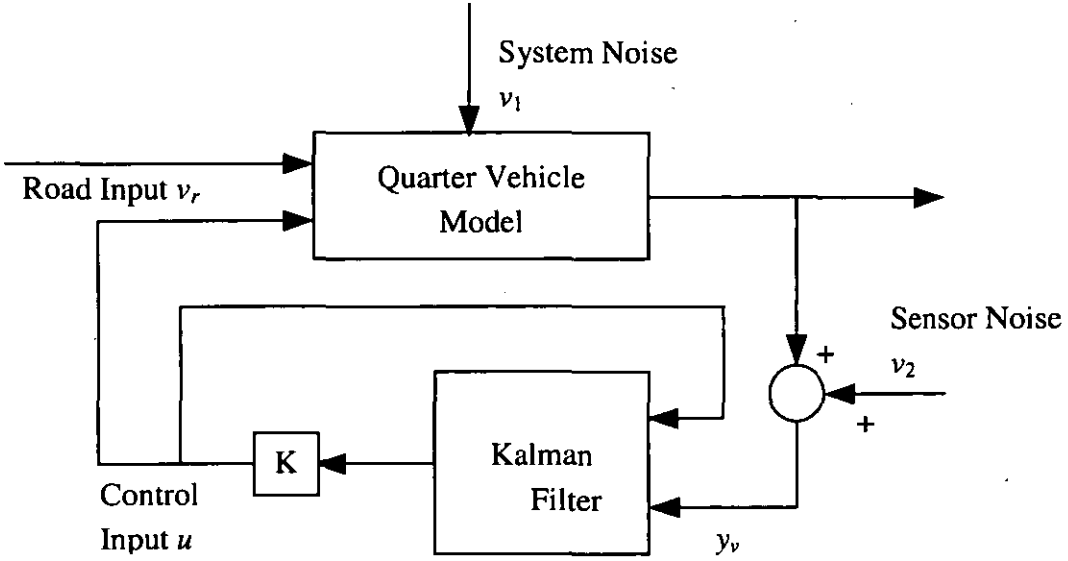 System Noise
v₁
Quarter Vehicle
Model
Road Input vᵣ
Sensor Noise
v₂
+
+
Kalman
Filter
K
Control
Input u
yᵥ